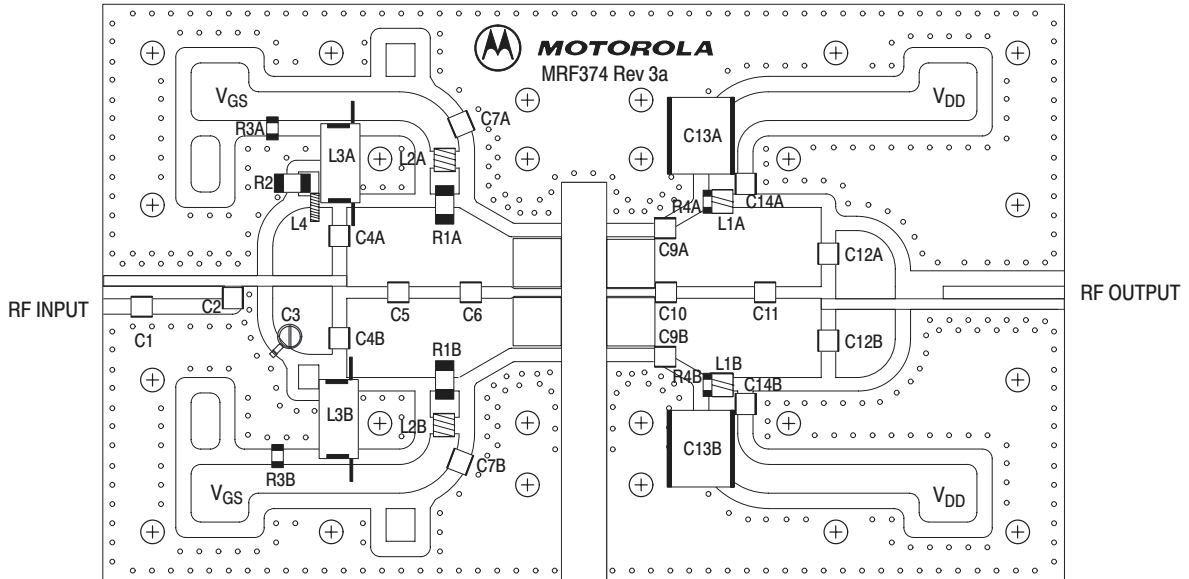 MOTOROLA
MRF374 Rev 3a
VGS
VDD
C7A
C13A
R3A
L3A
L2A
R2
C14A
R4A
L1A
L4
R1A
C4A
C9A
C12A
RF INPUT
C1
C2
C5
C6
C10
C11
RF OUTPUT
C3
C4B
C9B
C12B
R1B
L1B
R4B
C14B
L3B
L2B
C13B
R3B
C7B
VGS
VDD